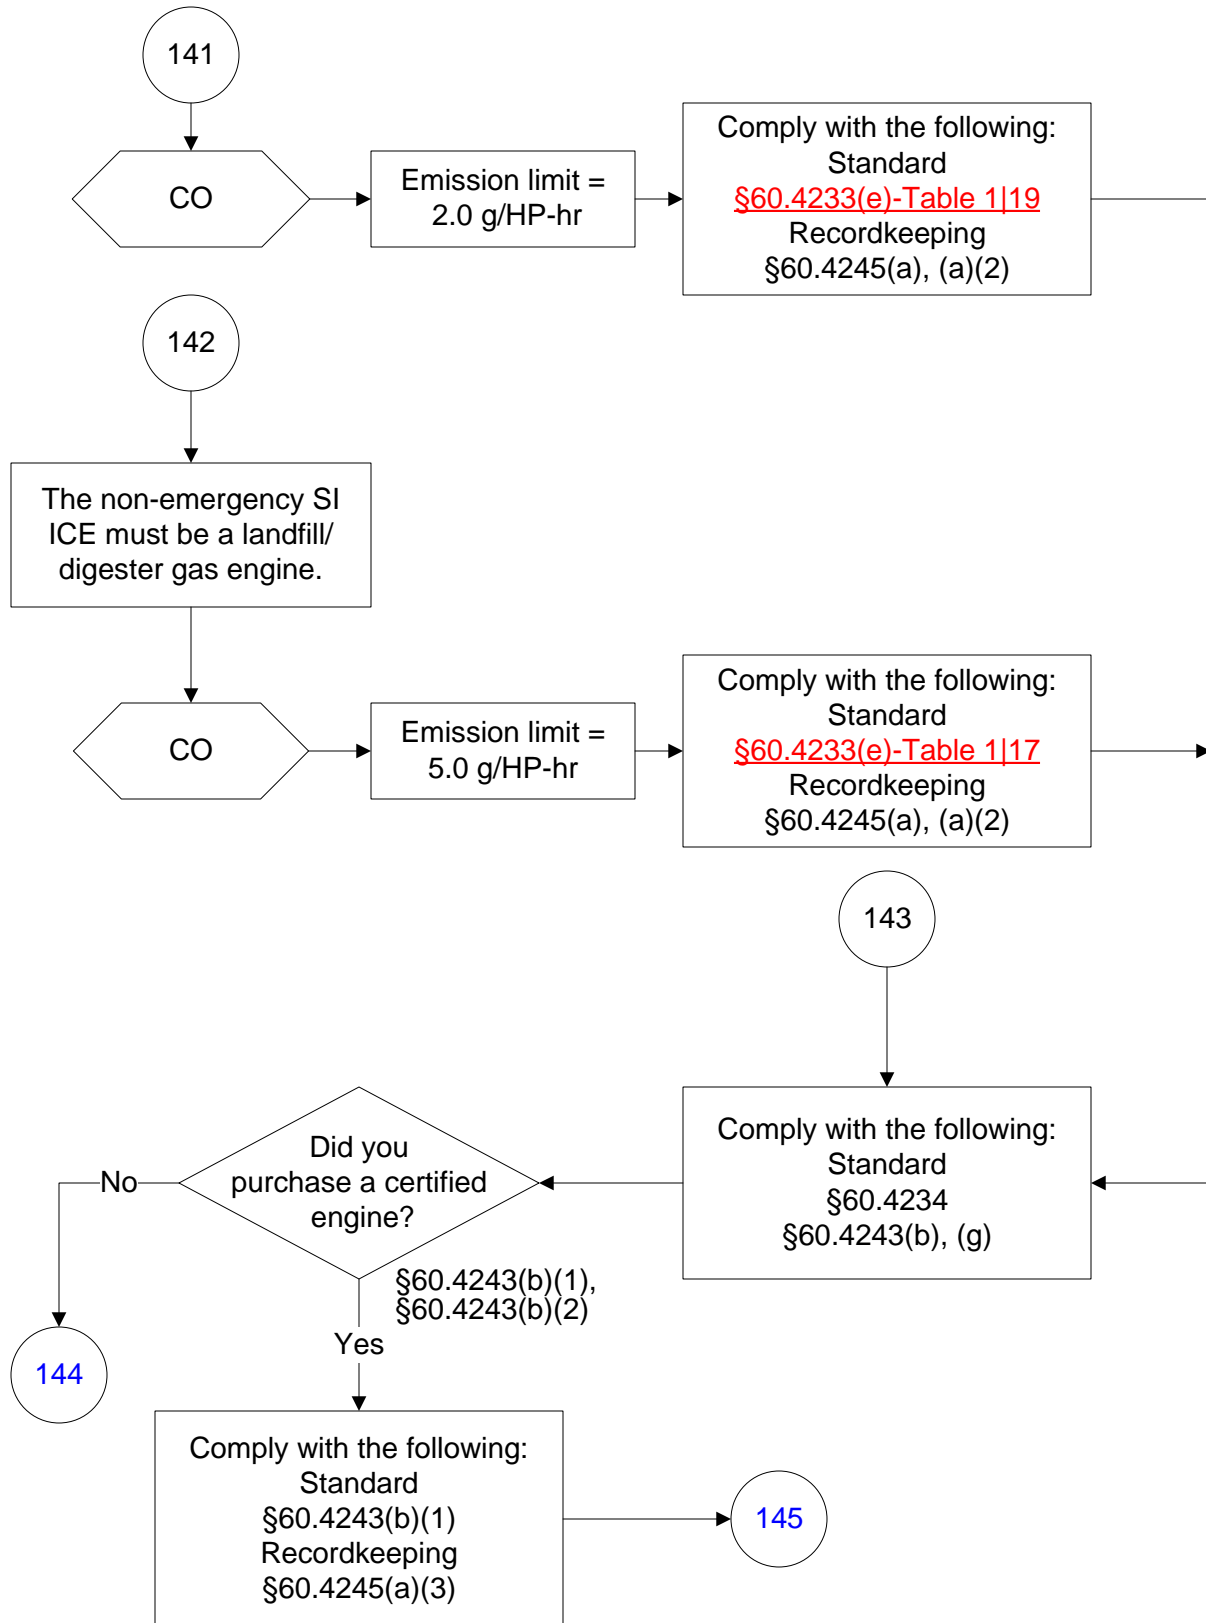 141
CO
Emission limit =
2.0 g/HP-hr
Comply with the following:
Standard
§60.4233(e)-Table 1|19
Recordkeeping
§60.4245(a), (a)(2)
142
The non-emergency SI
ICE must be a landfill/
digester gas engine.
CO
Emission limit =
5.0 g/HP-hr
Comply with the following:
Standard
§60.4233(e)-Table 1|17
Recordkeeping
§60.4245(a), (a)(2)
143
Comply with the following:
Standard
§60.4234
§60.4243(b), (g)
Did you
purchase a certified
engine?
No
§60.4243(b)(1),
§60.4243(b)(2)
Yes
144
Comply with the following:
Standard
§60.4243(b)(1)
Recordkeeping
§60.4245(a)(3)
145